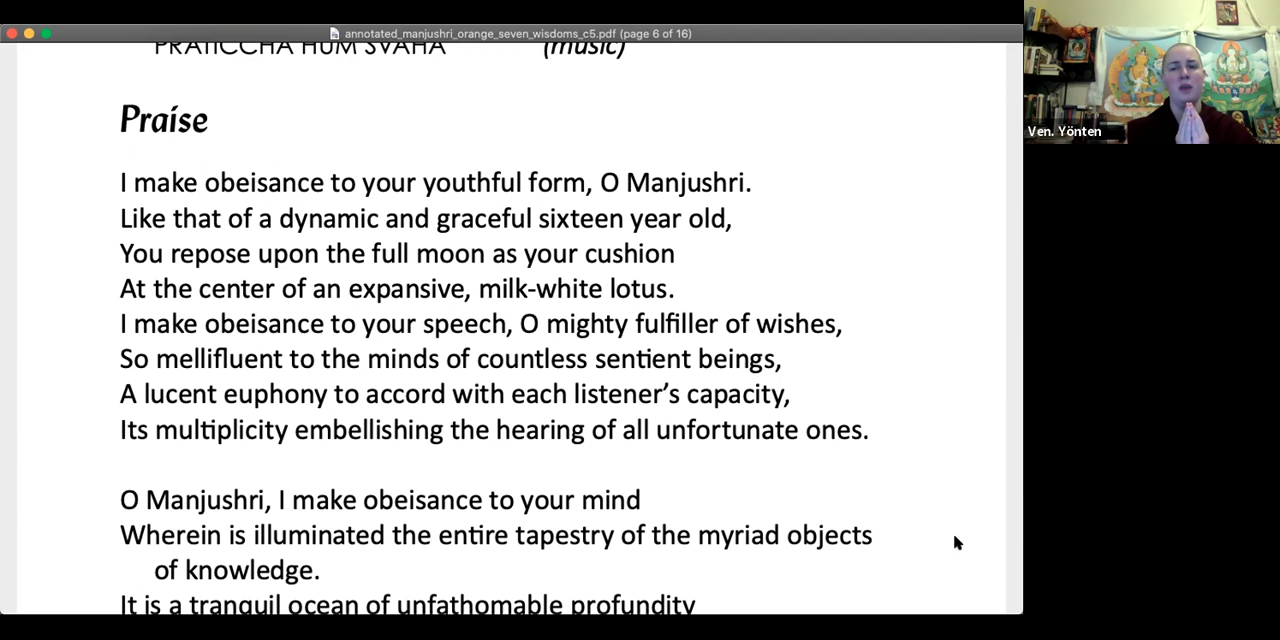 annotated_manjushri_orange_seven_wisdoms_c5.pdf (page 6 of 16)
PRATICCHA HUM SVAHA (music)
Praise
I make obeisance to your youthful form, O Manjushri.
Like that of a dynamic and graceful sixteen year old,
You repose upon the full moon as your cushion
At the center of an expansive, milk-white lotus.
I make obeisance to your speech, O mighty fulfiller of wishes,
So mellifluent to the minds of countless sentient beings,
A lucent euphony to accord with each listener’s capacity,
Its multiplicity embellishing the hearing of all unfortunate ones.
O Manjushri, I make obeisance to your mind
Wherein is illuminated the entire tapestry of the myriad objects
of knowledge.
It is a tranquil ocean of unfathomable profundity
Ven. Yönten